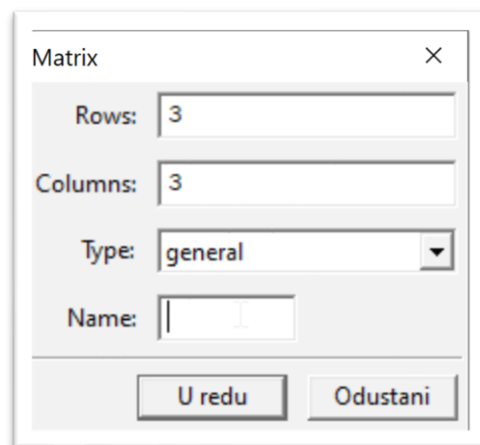 Matrix
Rows: 3
Columns: 3
Type: general
Name:
U redu Odustani